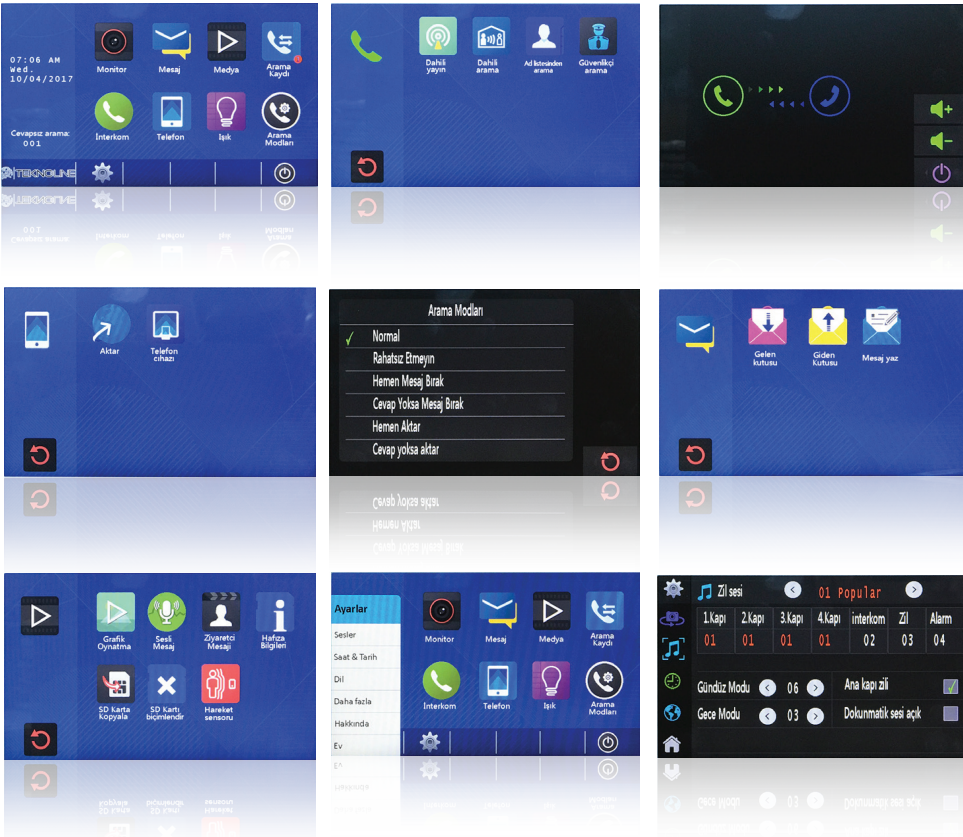 07:06 AM
Wed.
10/04/2017
Monitor
Mesaj
Medya
Arama
Kaydı
Cevapsız arama:
001
İnterkom
Telefon
Işık
Arama
Modları
TEKNOLINE
Dahili
yayın
Dahili
arama
Ad listesinden
arama
Güvenlikçi
arama
Aktar
Telefon
cihazı
Arama Modları
Normal
Rahatsız Etmeyın
Hemen Mesaj Bırak
Cevap Yoksa Mesaj Bırak
Hemen Aktar
Cevap yoksa aktar
Gelen
kutusu
Giden
Kutusu
Mesaj yaz
Grafik
Oynatma
Sesli
Mesaj
Ziyaretci
Mesaji
Hafıza
Bilgileri
SD Karta
Kopyala
SD Kartı
biçimlendir
Hareket
sensoru
Ayarlar
Sesler
Saat & Tarih
Dil
Daha fazla
Hakkında
Ev
Monitor
Mesaj
Medya
Arama
Kaydı
İnterkom
Telefon
Işık
Arama
Modları
Zil sesi
01 Popular
1.Kapı 2.Kapı 3.Kapı 4.Kapı interkom Zil Alarm
01 01 01 01 02 03 04
Gündüz Modu 06 Ana kapı zili
Gece Modu 03 Dokunmatik sesi açık